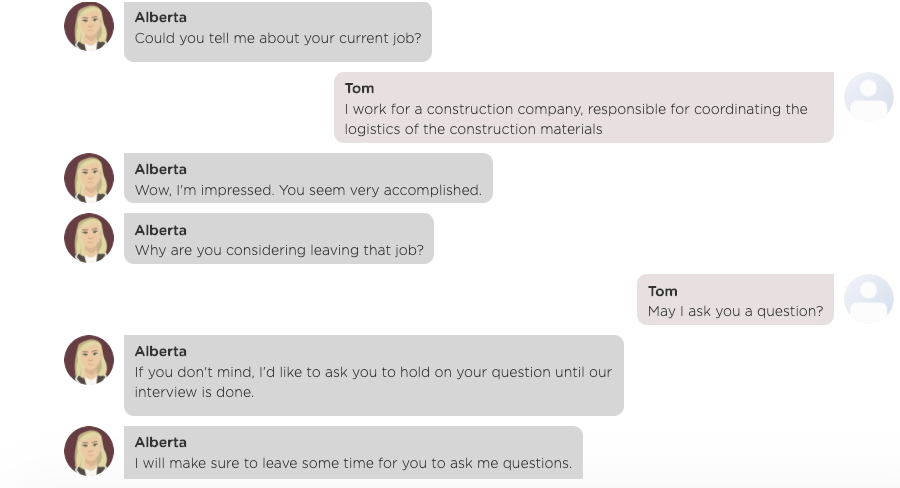 Alberta
Could you tell me about your current job?
Tom
I work for a construction company, responsible for coordinating the
logistics of the construction materials
Alberta
Wow, I'm impressed. You seem very accomplished.
Alberta
Why are you considering leaving that job?
Tom
May I ask you a question?
Alberta
If you don't mind, I'd like to ask you to hold on your question until our
interview is done.
Alberta
I will make sure to leave some time for you to ask me questions.